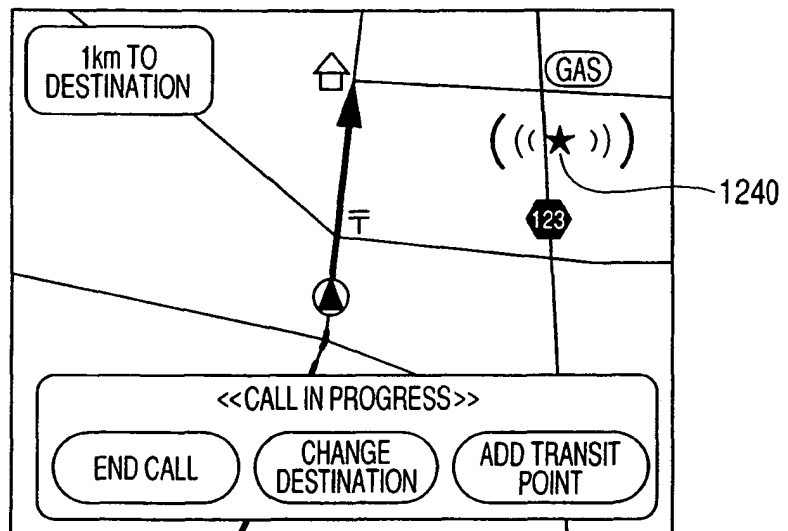 1km TO
DESTINATION
GAS
1240
123
<<CALL IN PROGRESS>>
END CALL
CHANGE
DESTINATION
ADD TRANSIT
POINT